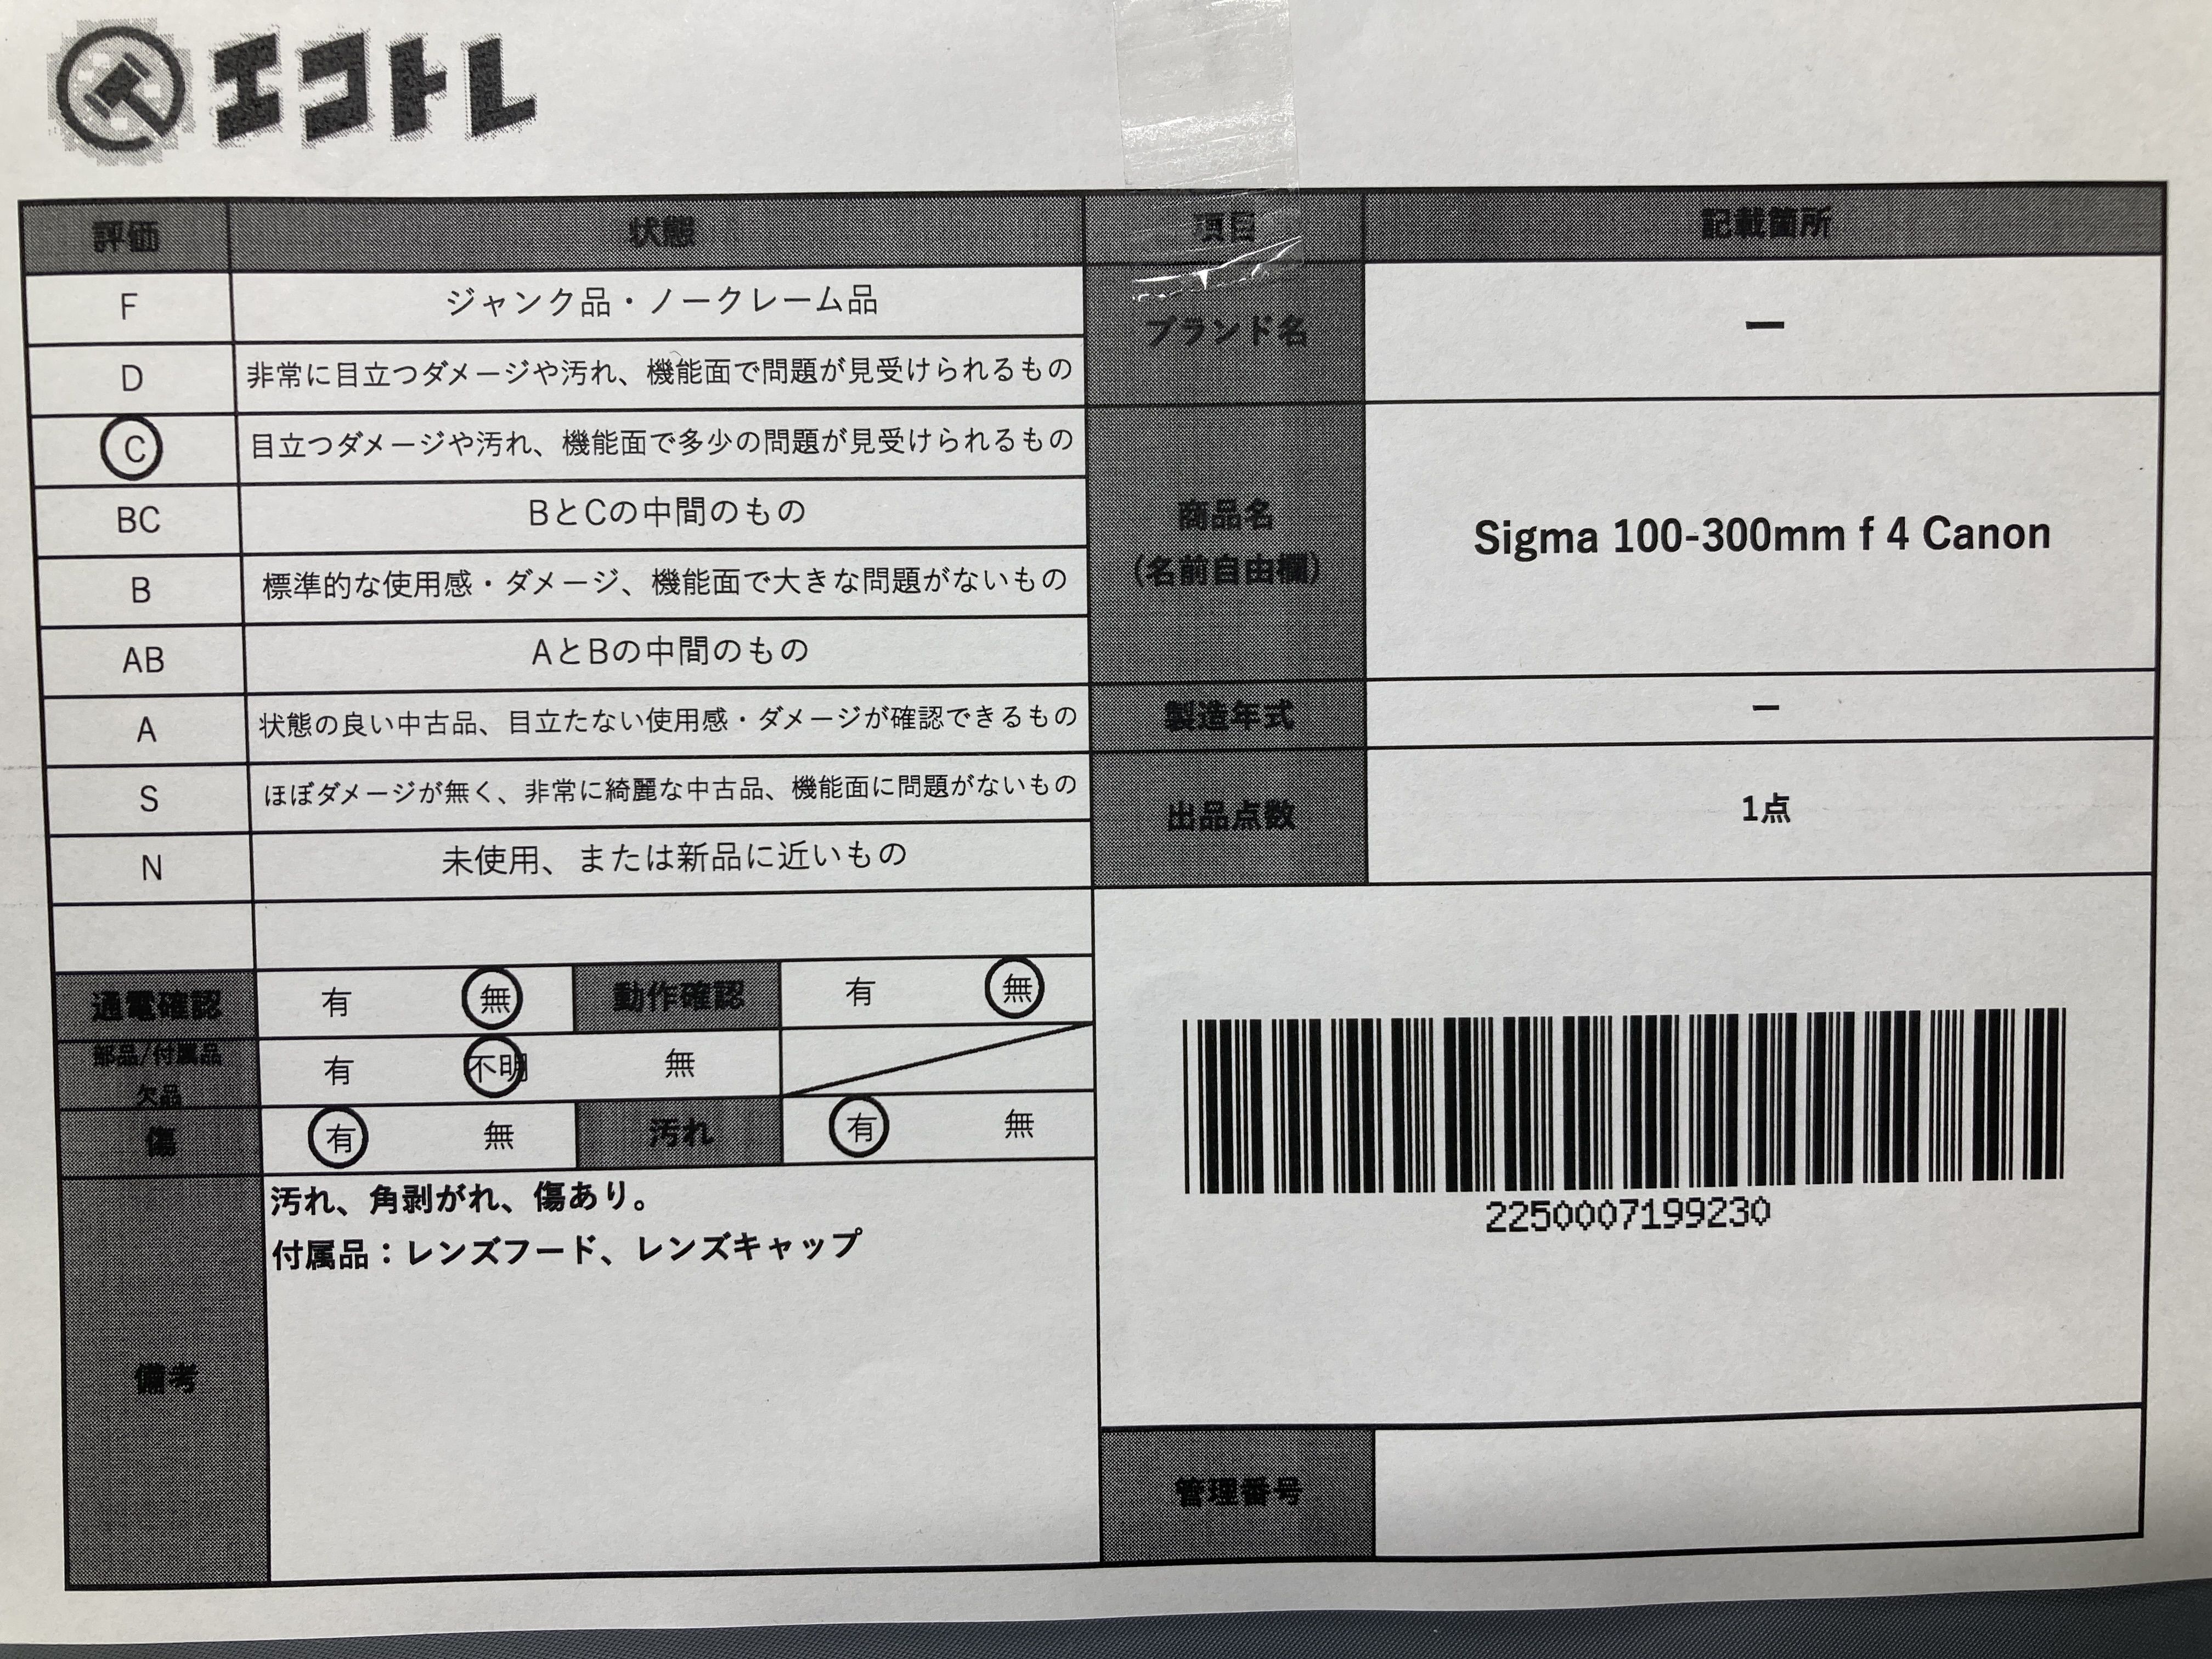 エコトレ
評価 状態 項目 記載箇所
F ジャンク品・ノークレーム品
D 非常に目立つダメージや汚れ、機能面で問題が見受けられるもの
C 目立つダメージや汚れ、機能面で多少の問題が見受けられるもの
BC BとCの中間のもの
B 標準的な使用感・ダメージ、機能面で大きな問題がないもの
AB AとBの中間のもの
A 状態の良い中古品、目立たない使用感・ダメージが確認できるもの
S ほぼダメージが無く、非常に綺麗な中古品、機能面に問題がないもの
N 未使用、または新品に近いもの
ブランド名 ー
商品名
(名前自由欄)
Sigma 100-300mm f 4 Canon
製造年式 ー
出品点数 1点
通電確認 有 無 動作確認 有 無
部品/付属品
欠品
有 不明 無
傷 有 無 汚れ 有 無
備考
汚れ、角剥がれ、傷あり。
付属品：レンズフード、レンズキャップ
2250007199230
管理番号